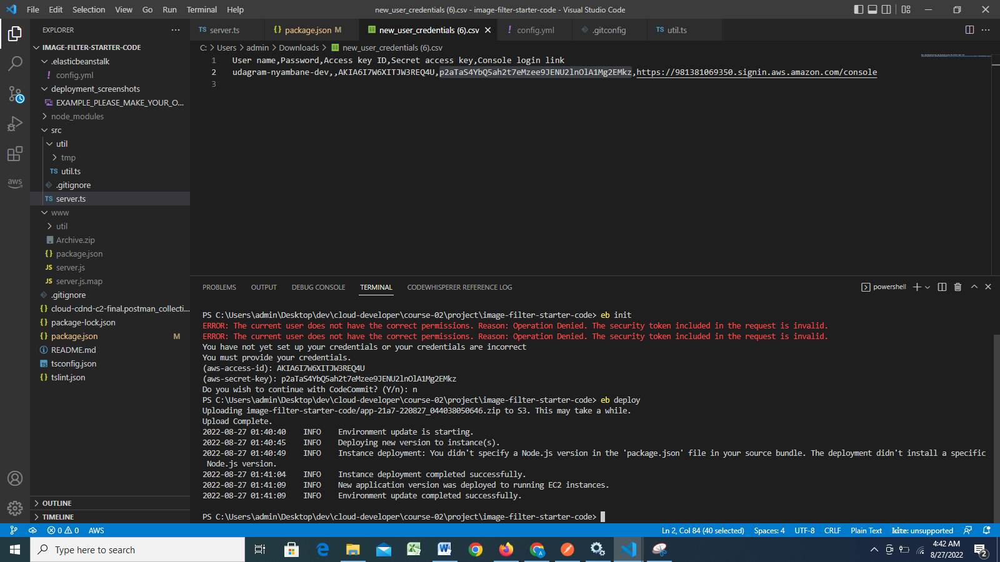 File Edit Selection View Go Run Terminal Help
new_user_credentials (6).csv - image-filter-starter-code - Visual Studio Code
EXPLORER
IMAGE-FILTER-STARTER-CODE
.elasticbeanstalk
config.yml
deployment_screenshots
EXAMPLE_PLEASE_MAKE_YOUR_O...
node_modules
src
util
tmp
util.ts
.gitignore
server.ts
www
util
Archive.zip
package.json
server.js
server.js.map
.gitignore
cloud-cdnd-c2-final.postman_collecti...
package-lock.json
package.json M
README.md
tsconfig.json
tslint.json
OUTLINE
TIMELINE
aws
server.ts package.json M new_user_credentials (6).csv config.yml .gitconfig util.ts
C: > Users > admin > Downloads > new_user_credentials (6).csv
1 User name,Password,Access key ID,Secret access key,Console login link
2 udagram-nyambane-dev,,AKIA6I7W6XITJW3REQ4U,p2aTaS4YbQ5ah2t7eMzee9JENU2lnOlA1Mg2EMkz,https://981381069350.signin.aws.amazon.com/console
3
PROBLEMS OUTPUT DEBUG CONSOLE TERMINAL CODEWHISPERER REFERENCE LOG
powershell
PS C:\Users\admin\Desktop\dev\cloud-developer\course-02\project\image-filter-starter-code> eb init
ERROR: The current user does not have the correct permissions. Reason: Operation Denied. The security token included in the request is invalid.
ERROR: The current user does not have the correct permissions. Reason: Operation Denied. The security token included in the request is invalid.
You have not yet set up your credentials or your credentials are incorrect
You must provide your credentials.
(aws-access-id): AKIA6I7W6XITJW3REQ4U
(aws-secret-key): p2aTaS4YbQ5ah2t7eMzee9JENU2lnOlA1Mg2EMkz
Do you wish to continue with CodeCommit? (Y/n): n
PS C:\Users\admin\Desktop\dev\cloud-developer\course-02\project\image-filter-starter-code> eb deploy
Uploading image-filter-starter-code/app-21a7-220827_044038050646.zip to S3. This may take a while.
Upload Complete.
2022-08-27 01:40:40 INFO Environment update is starting.
2022-08-27 01:40:45 INFO Deploying new version to instance(s).
2022-08-27 01:40:49 INFO Instance deployment: You didn't specify a Node.js version in the 'package.json' file in your source bundle. The deployment didn't install a specific
Node.js version.
2022-08-27 01:41:04 INFO Instance deployment completed successfully.
2022-08-27 01:41:09 INFO New application version was deployed to running EC2 instances.
2022-08-27 01:41:09 INFO Environment update completed successfully.
PS C:\Users\admin\Desktop\dev\cloud-developer\course-02\project\image-filter-starter-code>
0 0 AWS
Ln 2, Col 84 (40 selected) Spaces: 4 UTF-8 CRLF Plain Text kite: unsupported
Type here to search
4:42 AM
8/27/2022
2